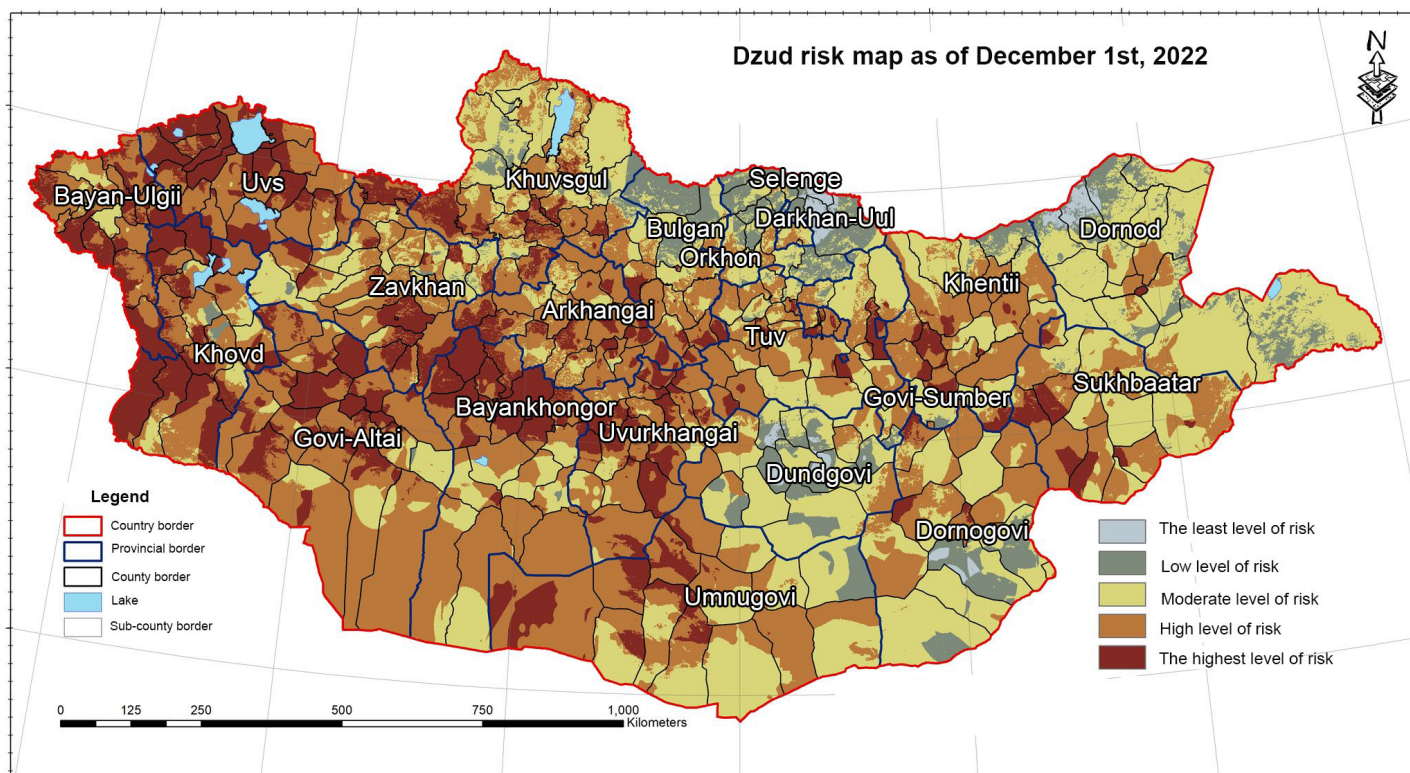 Dzud risk map as of December 1st, 2022
N
Bayan-Ulgii
Uvs
Khuvsgul
Selenge
Darkhan-Uul
Bulgan
Orkhon
Dornod
Khentii
Zavkhan
Arkhangai
Tuv
Khovd
Bayankhongor
Govi-Sumber
Sukhbaatar
Govi-Altai
Uvurkhangai
Dundgovi
Dornogovi
Umnugovi
Legend
Country border
Provincial border
County border
Lake
Sub-county border
The least level of risk
Low level of risk
Moderate level of risk
High level of risk
The highest level of risk
0 125 250 500 750 1,000
Kilometers